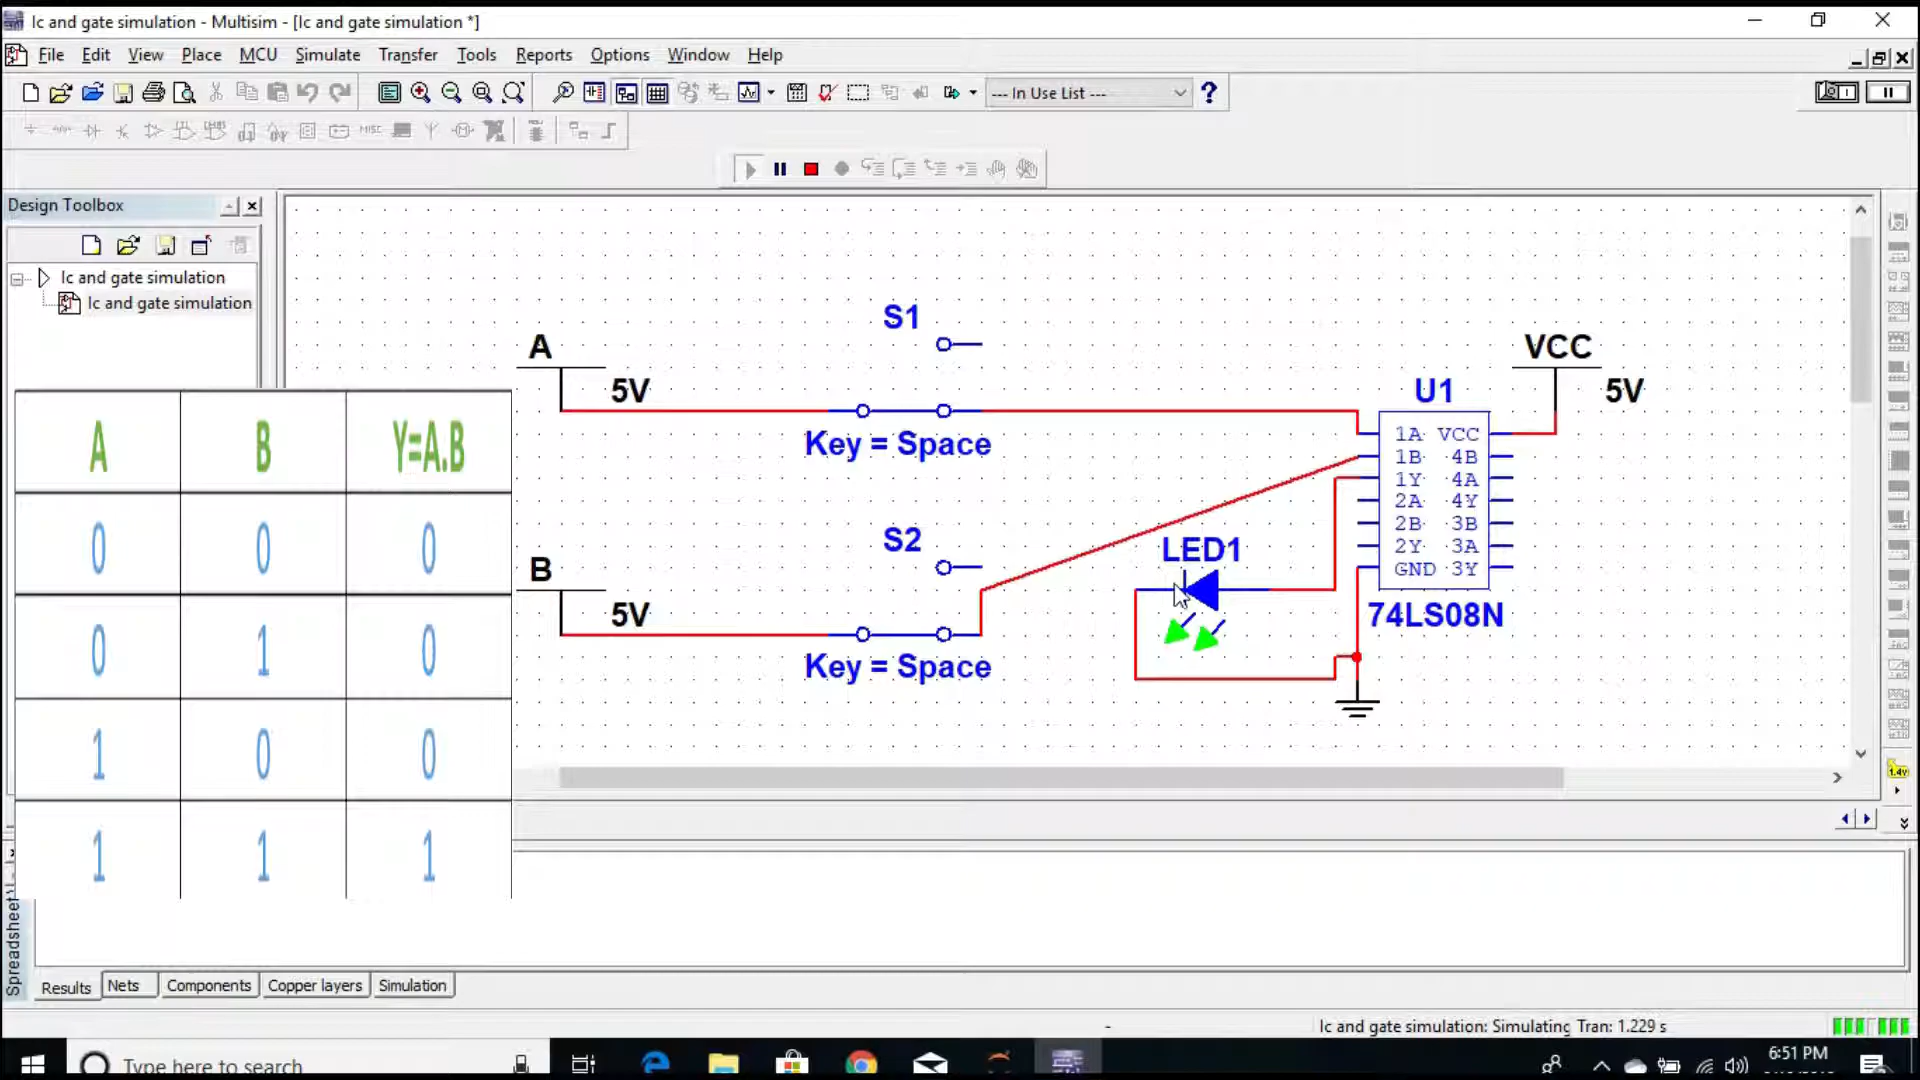 Ic and gate simulation - Multisim - [Ic and gate simulation *]
File Edit View Place MCU Simulate Transfer Tools Reports Options Window Help
--- In Use List ---
?
MISC
Design Toolbox
Ic and gate simulation
Ic and gate simulation
S1
A
5V
Key = Space
VCC
5V
U1
1A VCC
1B 4B
1Y 4A
2A 4Y
2B 3B
2Y 3A
GND 3Y
74LS08N
S2
B
5V
Key = Space
LED1
A B Y=A.B
0 0 0
0 1 0
1 0 0
1 1 1
1.4v
Spreadsheet
Results Nets Components Copper layers Simulation
Ic and gate simulation: Simulating Tran: 1.229 s
Type here to search
6:51 PM